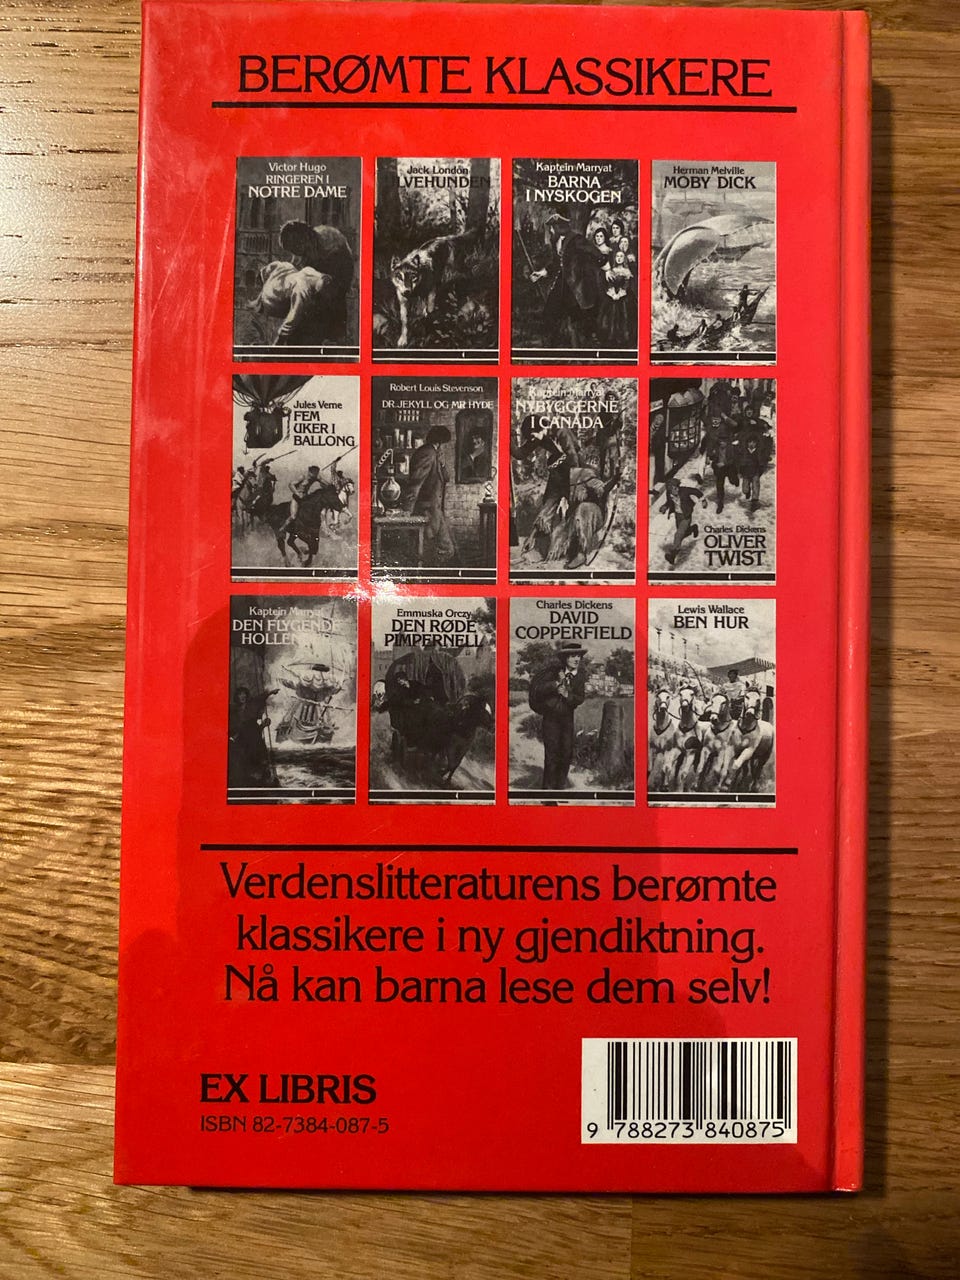 BERØMTE KLASSIKERE
Victor Hugo
RINGEREN I
NOTRE DAME
Jack London
ULVEHUNDEN
Kaptein Marryat
BARNA
I NYSKOGEN
Herman Melville
MOBY DICK
Jules Verne
FEM
UKER I
BALLONG
Robert Louis Stevenson
DR. JEKYLL OG MR HYDE
Kaptein Marryat
NYBYGGERNE
I CANADA
Charles Dickens
OLIVER
TWIST
Kaptein Marryat
DEN FLYGENDE
Emmuska Orczy
DEN RØDE
PIMPERNELL
Charles Dickens
DAVID
COPPERFIELD
Lewis Wallace
BEN HUR
Verdenslitteraturens berømte
klassikere i ny gjendiktning.
Nå kan barna lese dem selv!
EX LIBRIS
ISBN 82-7384-087-5
9 788273 840875